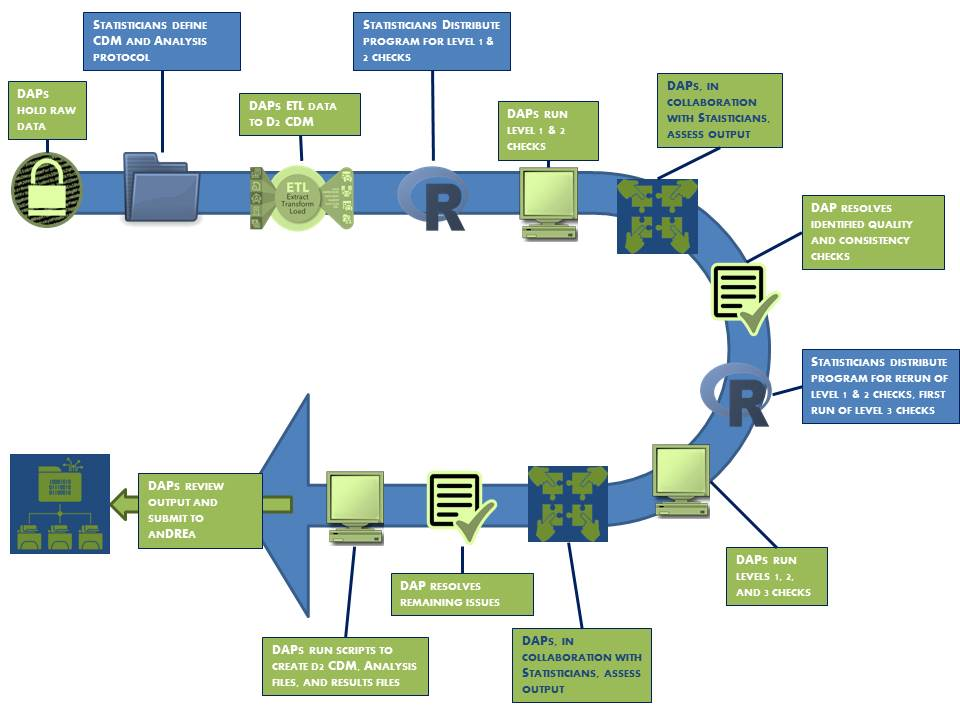 Statisticians define
CDM and Analysis
protocol
Statisticians Distribute
program for level 1 &
2 checks
DAPs
hold raw
data
DAPs ETL data
to D2 CDM
DAPs run
level 1 & 2
checks
DAPs, in
collaboration
with Staisticians,
assess output
ETL
Extract
Transform
Load
R
DAP resolves
identified quality
and consistency
checks
Statisticians distribute
program for rerun of
level 1 & 2 checks, first
run of level 3 checks
R
DAPs run
levels 1, 2,
and 3 checks
DAPs, in
collaboration with
Statisticians, assess
output
DAP resolves
remaining issues
DAPs run scripts to
create D2 CDM, Analysis
files, and results files
DAPs review
output and
submit to
anDREa